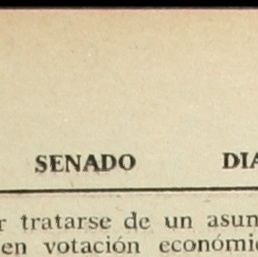 SENADO DIA
r tratarse de un asun
en votación económi